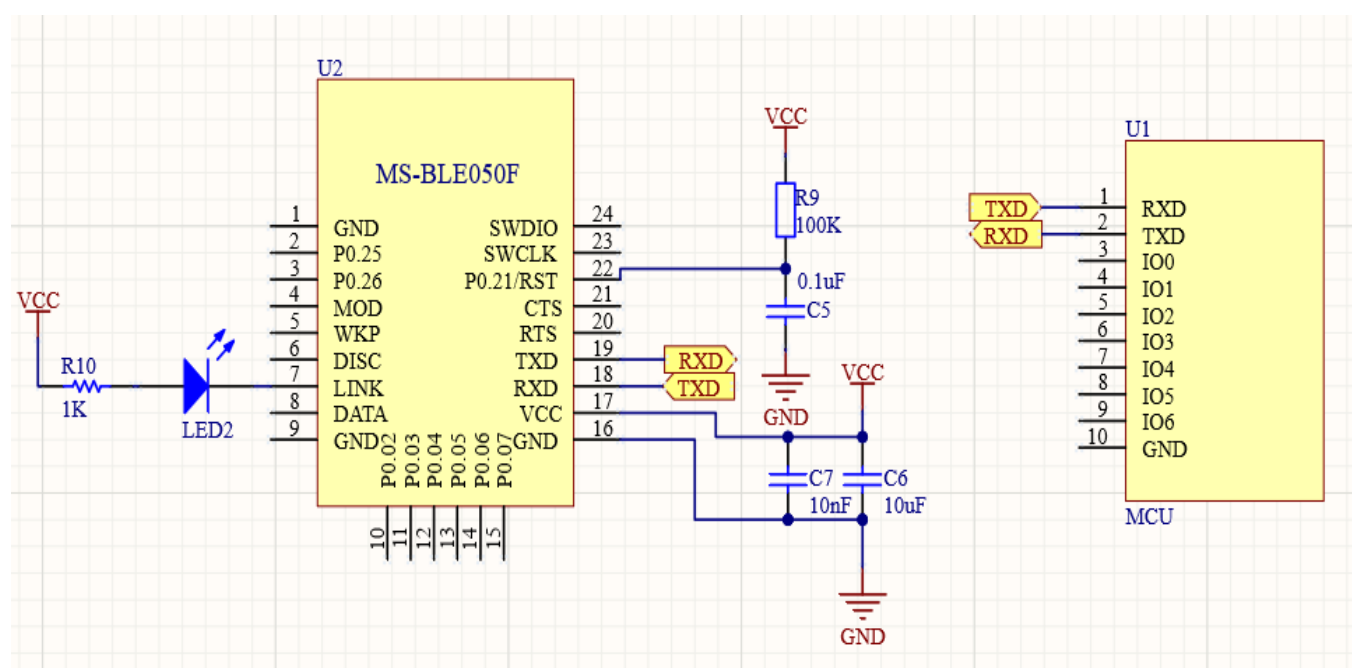 U2
MS-BLE050F
1 GND
2 P0.25
3 P0.26
4 MOD
5 WKP
6 DISC
7 LINK
8 DATA
9 GND
24 SWDIO
23 SWCLK
22 P0.21/RST
21 CTS
20 RTS
19 TXD
18 RXD
17 VCC
16 GND
10 P0.02
11 P0.03
12 P0.04
13 P0.05
14 P0.06
15 P0.07
VCC
R10
1K
LED2
VCC
R9
100K
0.1uF
C5
GND
RXD
TXD
VCC
C7
10nF
C6
10uF
GND
U1
TXD
RXD
1 RXD
2 TXD
3 IO0
4 IO1
5 IO2
6 IO3
7 IO4
8 IO5
9 IO6
10 GND
MCU